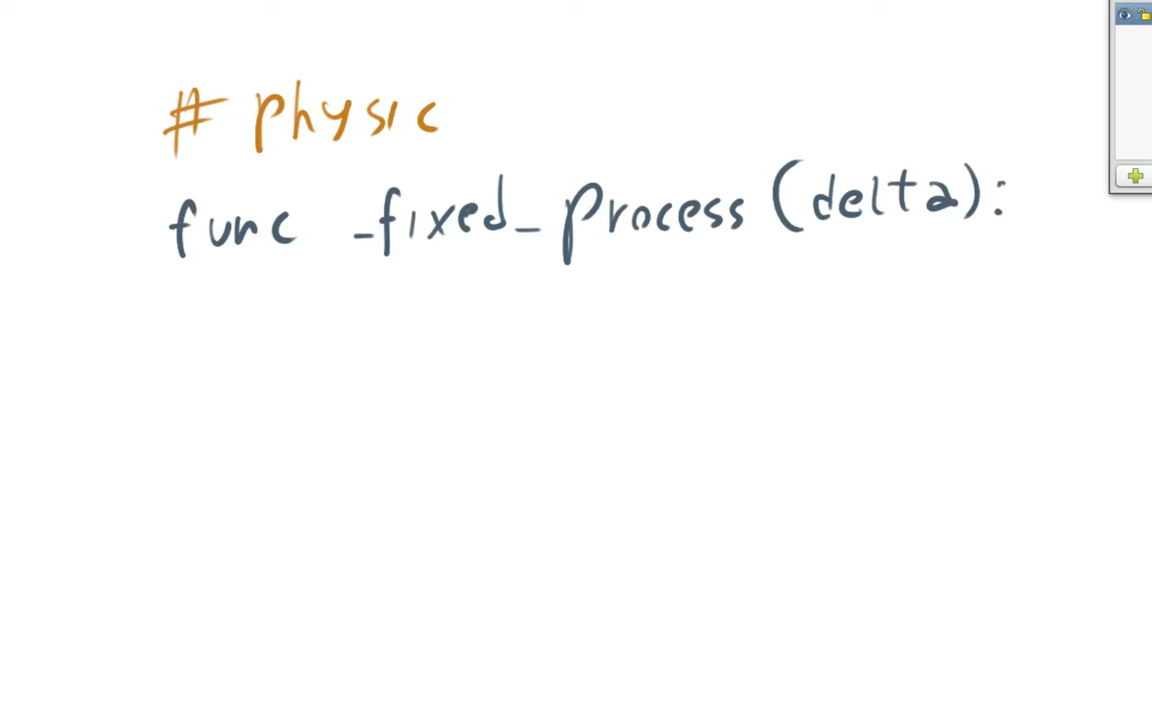 # physic
func _fixed_process (delta):